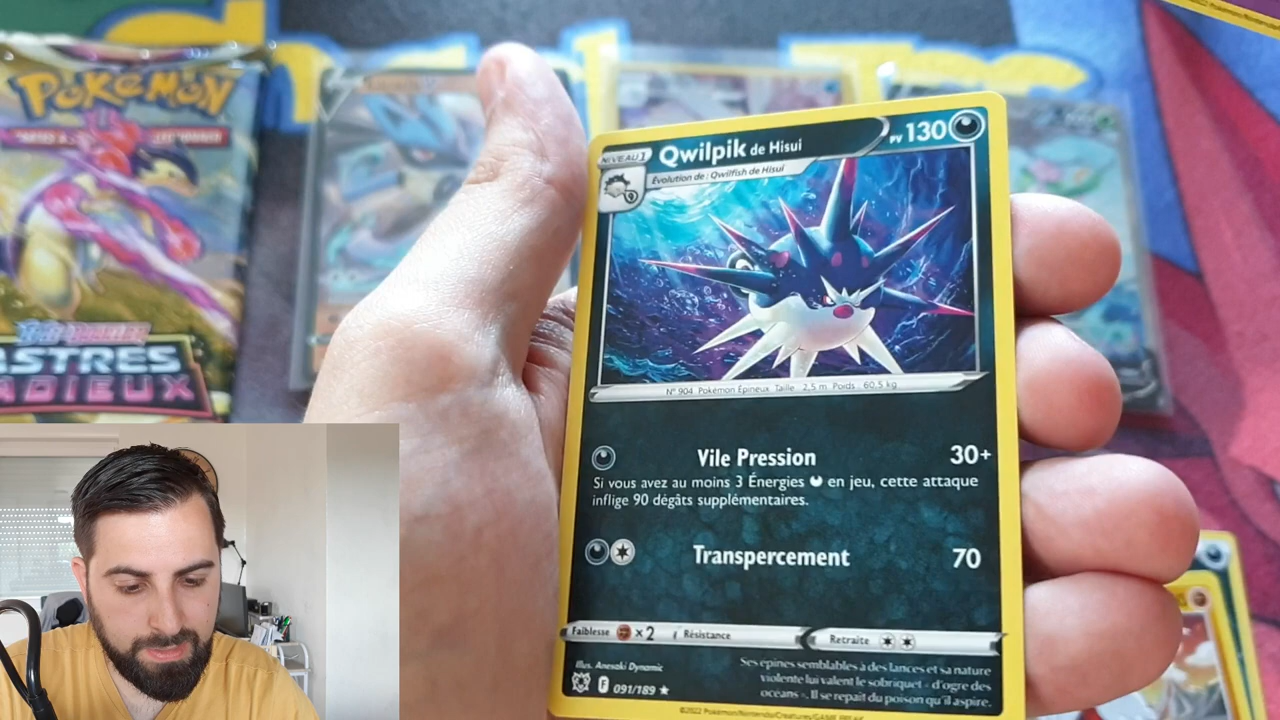 POKÉMON
ASTRES
RADIEUX
NIVEAU 1
Qwilpik de Hisui
PV 130
Évolution de : Qwilfish de Hisui
N° 904 Pokémon Épineux Taille : 2,5 m Poids : 60,5 kg
Vile Pression 30+
Si vous avez au moins 3 Énergies en jeu, cette attaque
inflige 90 dégâts supplémentaires.
Transpercement 70
Faiblesse ×2 Résistance Retraite
Illus. Anesaki Dynamic
Ses épines semblables à des lances et sa nature
violente lui valent le sobriquet « d'ogre des
océans ». Il se repaît du poison qu'il aspire.
F 091/189 ★
©2022 Pokémon/Nintendo/Creatures/GAME FREAK